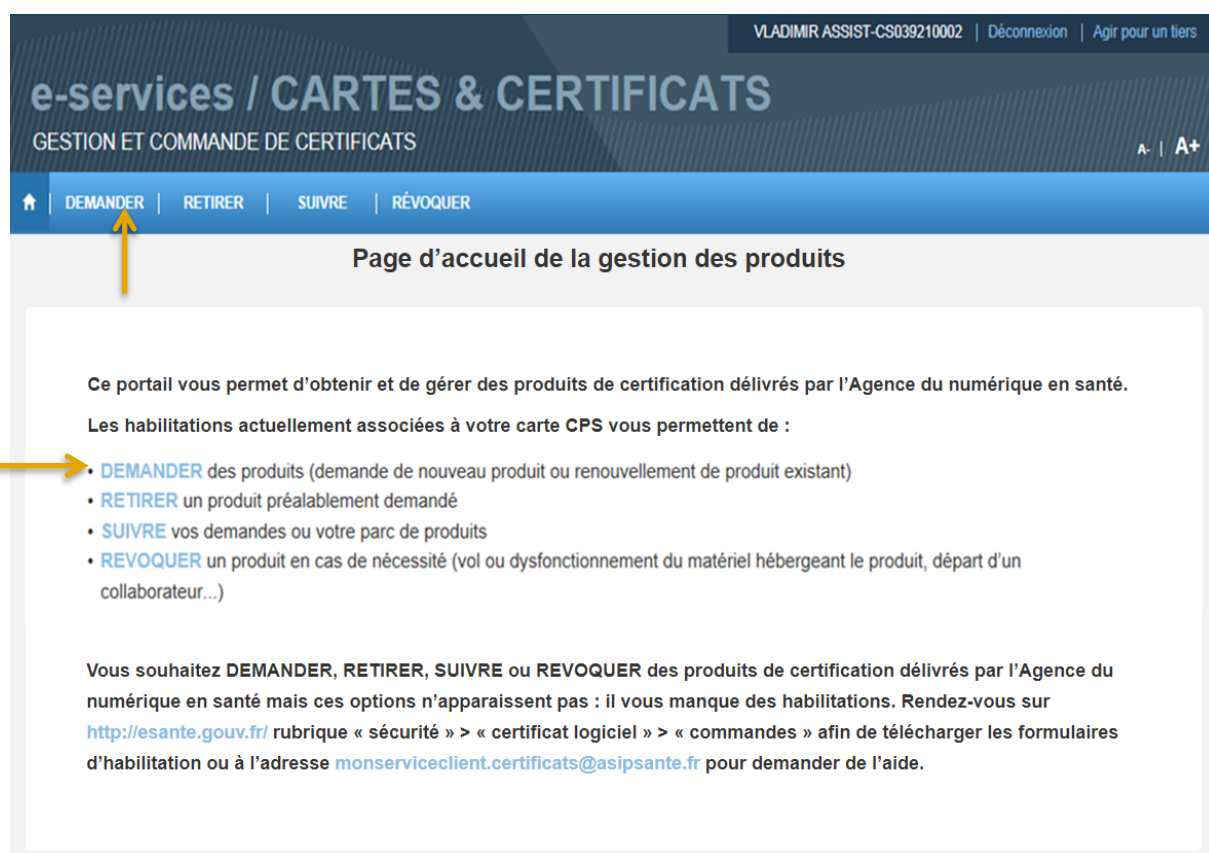 VLADIMIR ASSIST-CS039210002 | Déconnexion | Agir pour un tiers
e-services / CARTES & CERTIFICATS
GESTION ET COMMANDE DE CERTIFICATS
A- | A+
DEMANDER | RETIRER | SUIVRE | RÉVOQUER
Page d’accueil de la gestion des produits
Ce portail vous permet d’obtenir et de gérer des produits de certification délivrés par l’Agence du numérique en santé.
Les habilitations actuellement associées à votre carte CPS vous permettent de :
• DEMANDER des produits (demande de nouveau produit ou renouvellement de produit existant)
• RETIRER un produit préalablement demandé
• SUIVRE vos demandes ou votre parc de produits
• REVOQUER un produit en cas de nécessité (vol ou dysfonctionnement du matériel hébergeant le produit, départ d’un
collaborateur...)
Vous souhaitez DEMANDER, RETIRER, SUIVRE ou REVOQUER des produits de certification délivrés par l’Agence du
numérique en santé mais ces options n’apparaissent pas : il vous manque des habilitations. Rendez-vous sur
http://esante.gouv.fr/ rubrique « sécurité » > « certificat logiciel » > « commandes » afin de télécharger les formulaires
d’habilitation ou à l’adresse monserviceclient.certificats@asipsante.fr pour demander de l’aide.